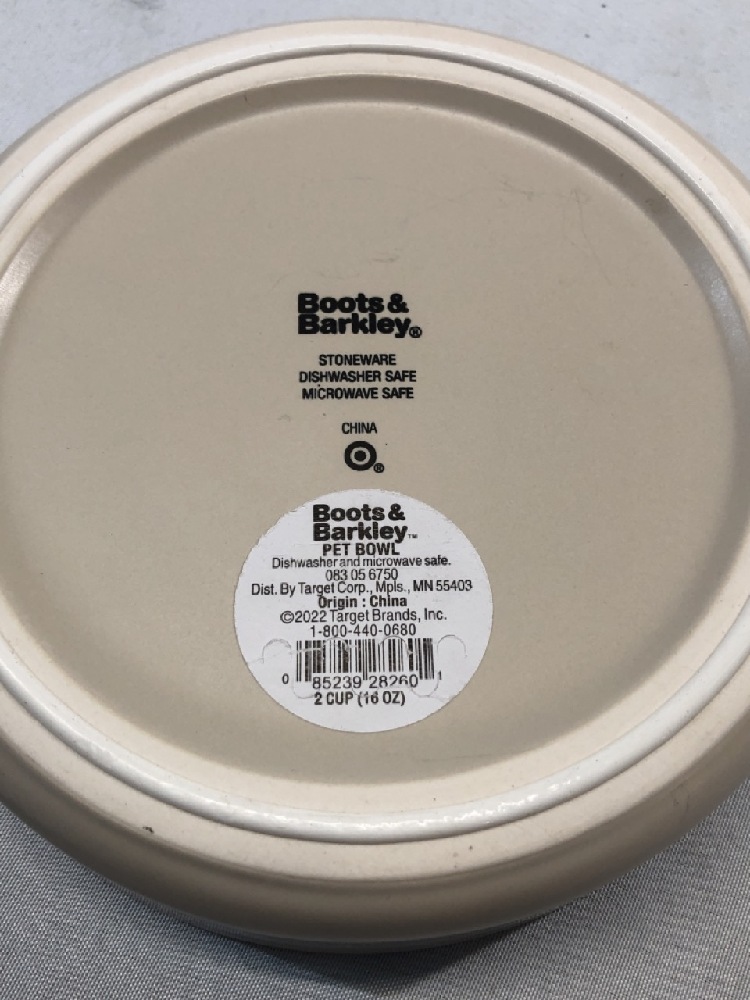 Boots &
Barkley®
STONEWARE
DISHWASHER SAFE
MICROWAVE SAFE
CHINA
®
Boots &
Barkley™
PET BOWL
Dishwasher and microwave safe.
083 05 6750
Dist. By Target Corp., Mpls., MN 55403
Origin : China
©2022 Target Brands, Inc.
1-800-440-0680
0 85239 28260 1
2 CUP (16 OZ)